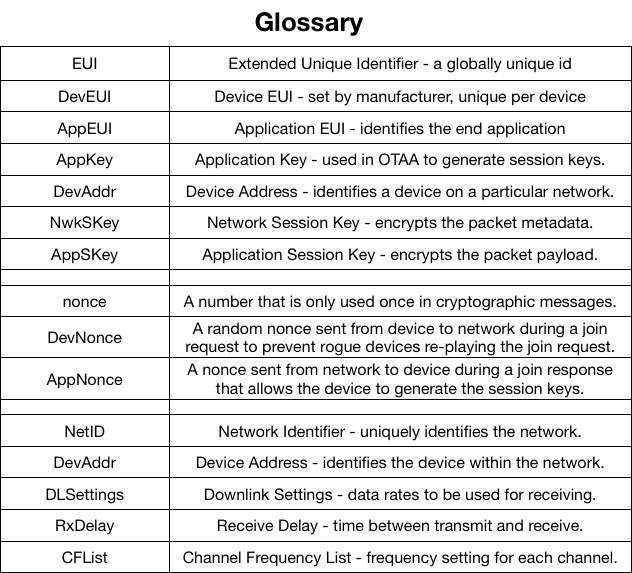 Glossary
EUI Extended Unique Identifier - a globally unique id
DevEUI Device EUI - set by manufacturer, unique per device
AppEUI Application EUI - identifies the end application
AppKey Application Key - used in OTAA to generate session keys.
DevAddr Device Address - identifies a device on a particular network.
NwkSKey Network Session Key - encrypts the packet metadata.
AppSKey Application Session Key - encrypts the packet payload.
nonce A number that is only used once in cryptographic messages.
DevNonce A random nonce sent from device to network during a join
request to prevent rogue devices re-playing the join request.
AppNonce A nonce sent from network to device during a join response
that allows the device to generate the session keys.
NetID Network Identifier - uniquely identifies the network.
DevAddr Device Address - identifies the device within the network.
DLSettings Downlink Settings - data rates to be used for receiving.
RxDelay Receive Delay - time between transmit and receive.
CFList Channel Frequency List - frequency setting for each channel.